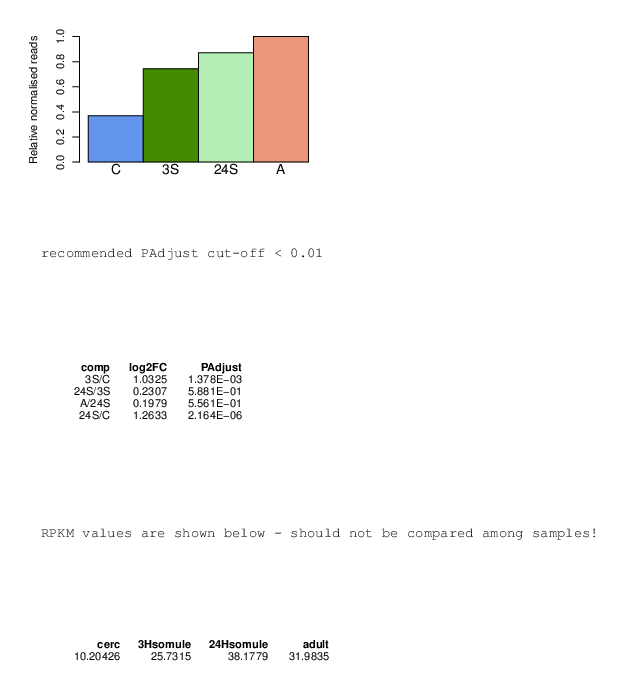 Relative normalised reads
1.0
0.8
0.6
0.4
0.2
0.0
C 3S 24S A
recommended PAdjust cut-off < 0.01
comp log2FC PAdjust
3S/C 1.0325 1.378E−03
24S/3S 0.2307 5.881E−01
A/24S 0.1979 5.561E−01
24S/C 1.2633 2.164E−06
RPKM values are shown below - should not be compared among samples!
cerc 3Hsomule 24Hsomule adult
10.20426 25.7315 38.1779 31.9835